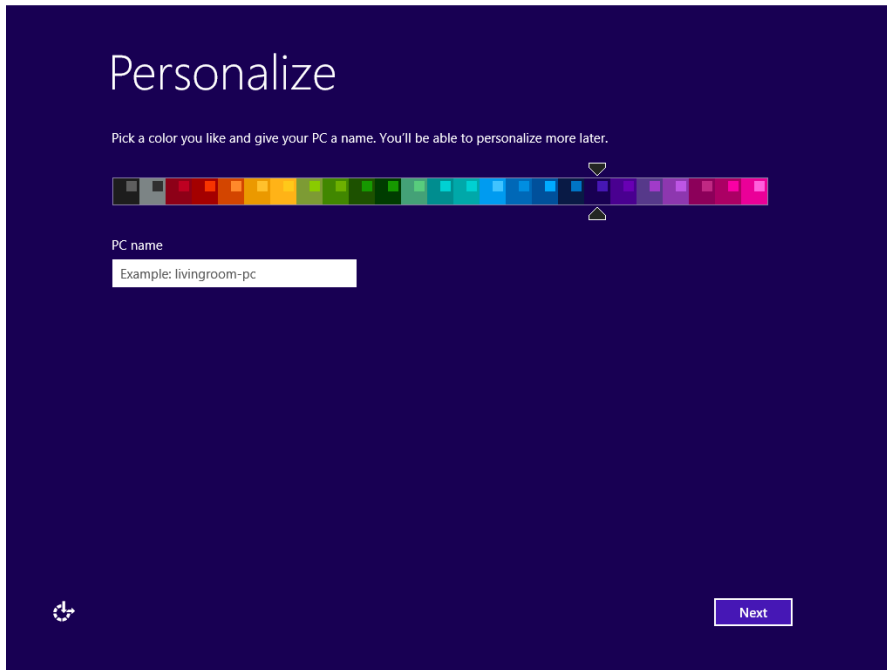 Personalize
Pick a color you like and give your PC a name. You'll be able to personalize more later.
PC name
Example: livingroom-pc
Next